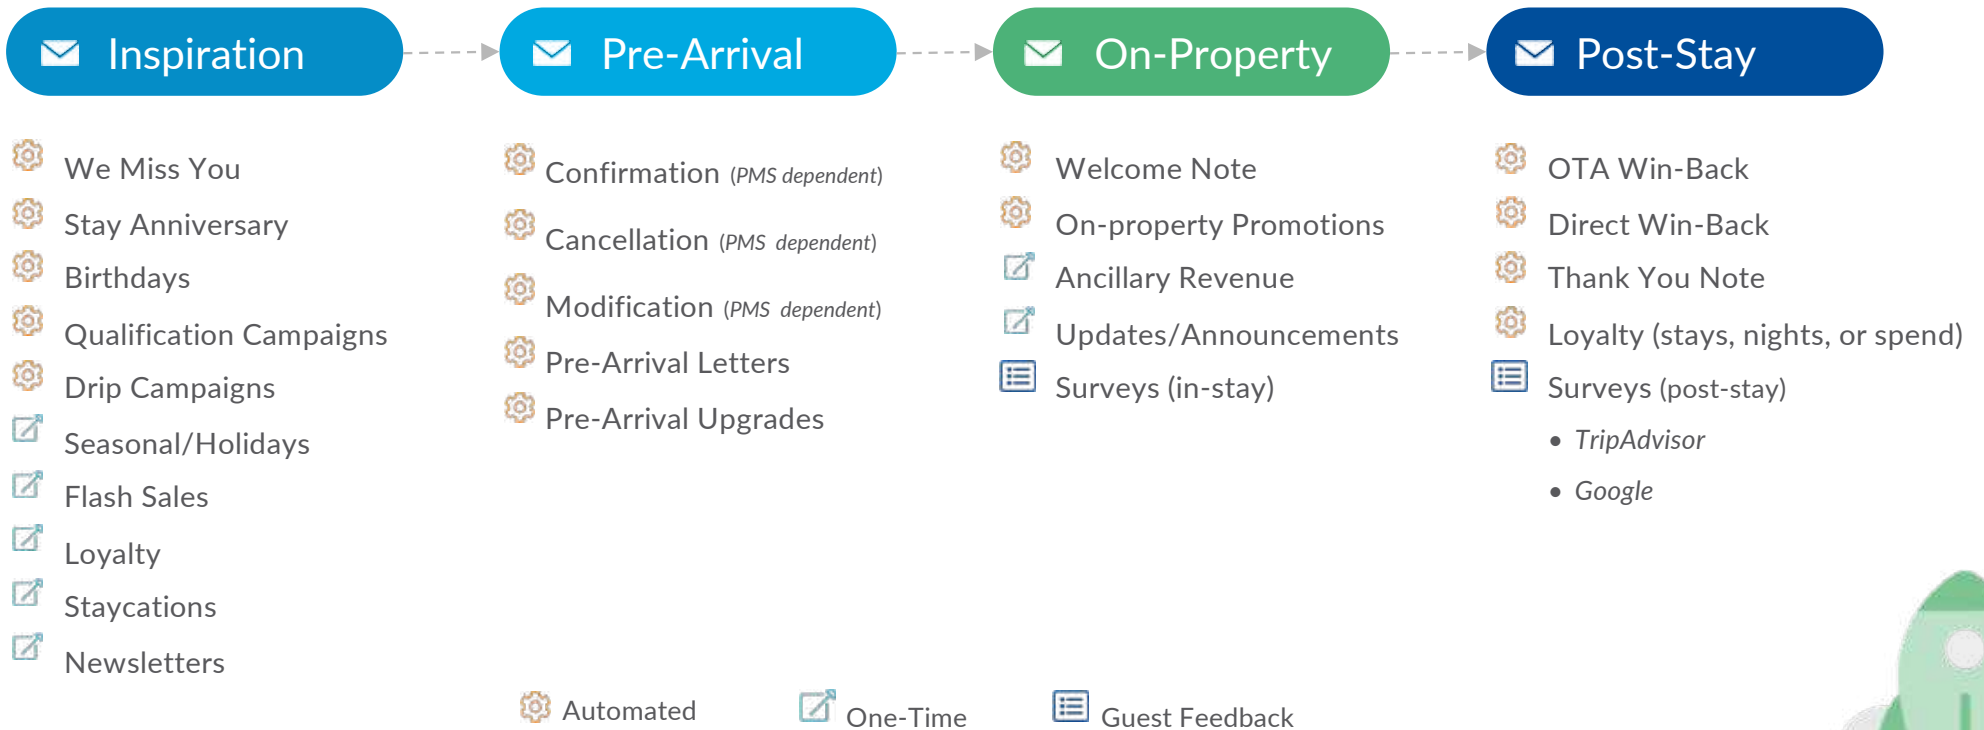 Inspiration
Pre-Arrival
On-Property
Post-Stay
We Miss You
Stay Anniversary
Birthdays
Qualification Campaigns
Drip Campaigns
Seasonal/Holidays
Flash Sales
Loyalty
Staycations
Newsletters
Confirmation (PMS dependent)
Cancellation (PMS dependent)
Modification (PMS dependent)
Pre-Arrival Letters
Pre-Arrival Upgrades
Welcome Note
On-property Promotions
Ancillary Revenue
Updates/Announcements
Surveys (in-stay)
OTA Win-Back
Direct Win-Back
Thank You Note
Loyalty (stays, nights, or spend)
Surveys (post-stay)
• TripAdvisor
• Google
Automated
One-Time
Guest Feedback